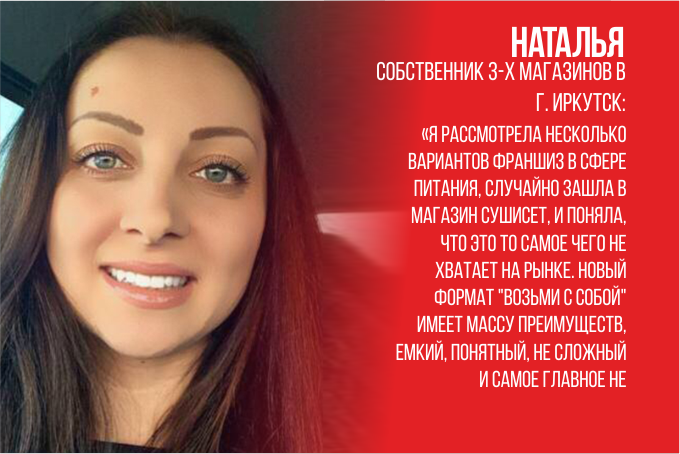 НАТАЛЬЯ
СОБСТВЕННИК 3-Х МАГАЗИНОВ В
Г. ИРКУТСК:
«Я РАССМОТРЕЛА НЕСКОЛЬКО
ВАРИАНТОВ ФРАНШИЗ В СФЕРЕ
ПИТАНИЯ, СЛУЧАЙНО ЗАШЛА В
МАГАЗИН СУШИСЕТ, И ПОНЯЛА,
ЧТО ЭТО ТО САМОЕ ЧЕГО НЕ
ХВАТАЕТ НА РЫНКЕ. НОВЫЙ
ФОРМАТ "ВОЗЬМИ С СОБОЙ"
ИМЕЕТ МАССУ ПРЕИМУЩЕСТВ,
ЕМКИЙ, ПОНЯТНЫЙ, НЕ СЛОЖНЫЙ
И САМОЕ ГЛАВНОЕ НЕ